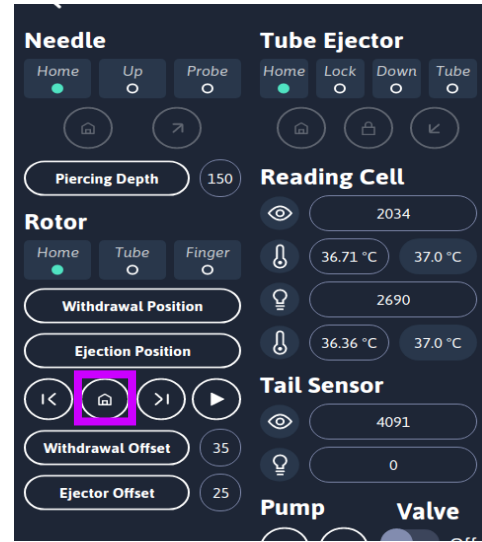 Needle
Home Up Probe
Piercing Depth 150
Rotor
Home Tube Finger
Withdrawal Position
Ejection Position
Withdrawal Offset 35
Ejector Offset 25
Tube Ejector
Home Lock Down Tube
Reading Cell
2034
36.71 °C 37.0 °C
2690
36.36 °C 37.0 °C
Tail Sensor
4091
0
Pump Valve
Off